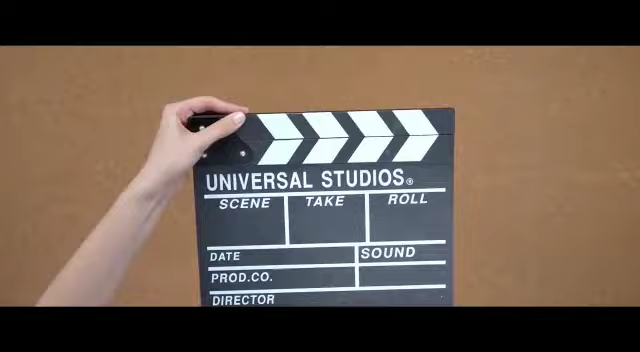 UNIVERSAL STUDIOS®
SCENE TAKE ROLL
DATE SOUND
PROD.CO.
DIRECTOR